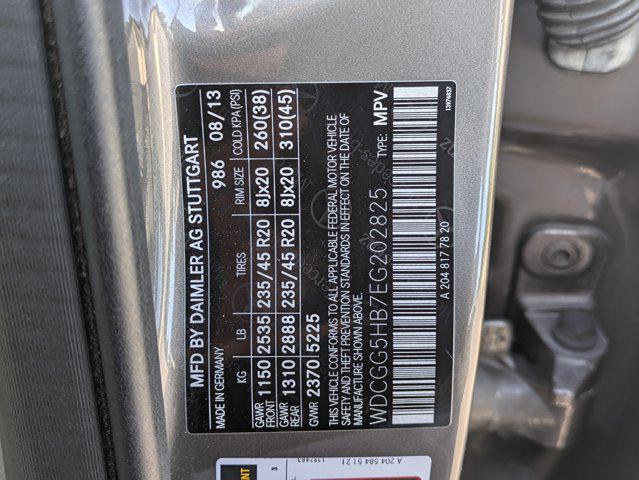 MFD BY DAIMLER AG STUTTGART
MADE IN GERMANY 986 08/13
KG LB TIRES RIM SIZE COLD KPA(PSI)
GAWR FRONT 1150 2535 235/45 R20 8Jx20 260(38)
GAWR REAR 1310 2888 235/45 R20 8Jx20 310(45)
GVWR 2370 5225
THIS VEHICLE CONFORMS TO ALL APPLICABLE FEDERAL MOTOR VEHICLE
SAFETY AND THEFT PREVENTION STANDARDS IN EFFECT ON THE DATE OF
MANUFACTURE SHOWN ABOVE. TYPE: MPV
WDCGG5HB7EG202825
A 204 817 78 20
13974837
A 204 584 51 21
3